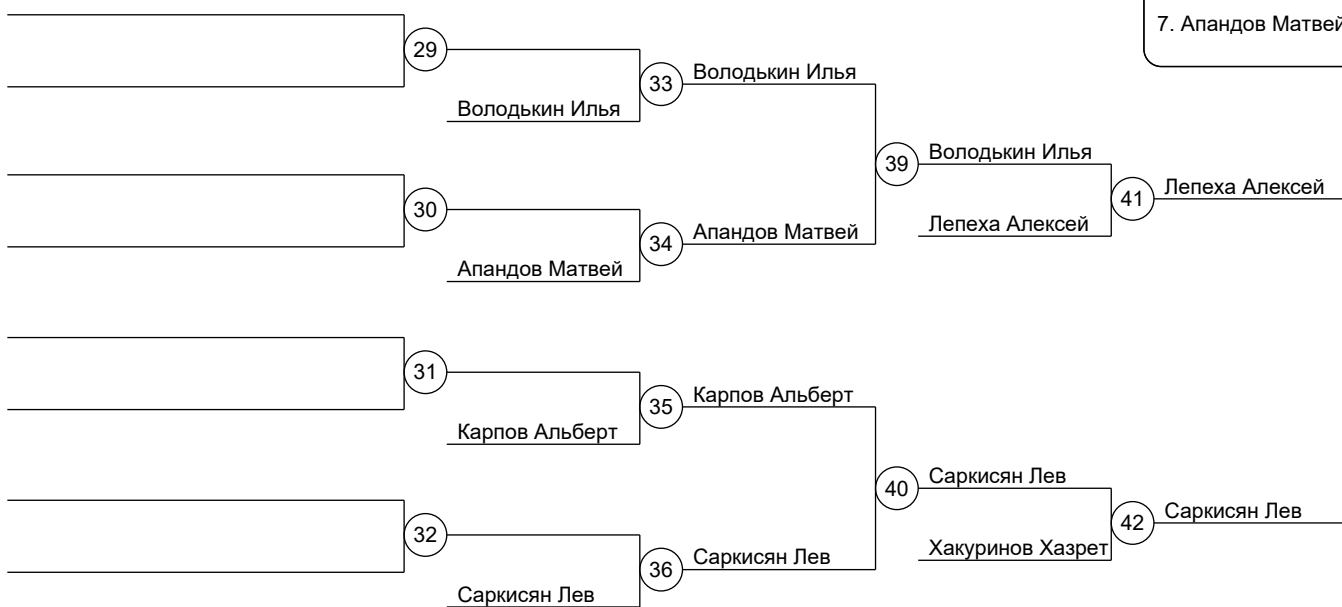 7. Апандов Матвей
29
33
Володькин Илья
Володькин Илья
39
Володькин Илья
41
Лепеха Алексей
30
34
Апандов Матвей
Лепеха Алексей
Апандов Матвей
31
35
Карпов Альберт
Карпов Альберт
40
Саркисян Лев
42
Саркисян Лев
32
36
Саркисян Лев
Хакуринов Хазрет
Саркисян Лев